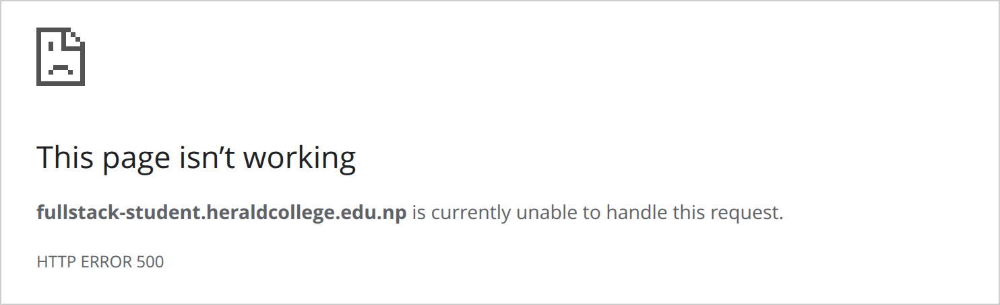 This page isn’t working
fullstack-student.heraldcollege.edu.np is currently unable to handle this request.
HTTP ERROR 500